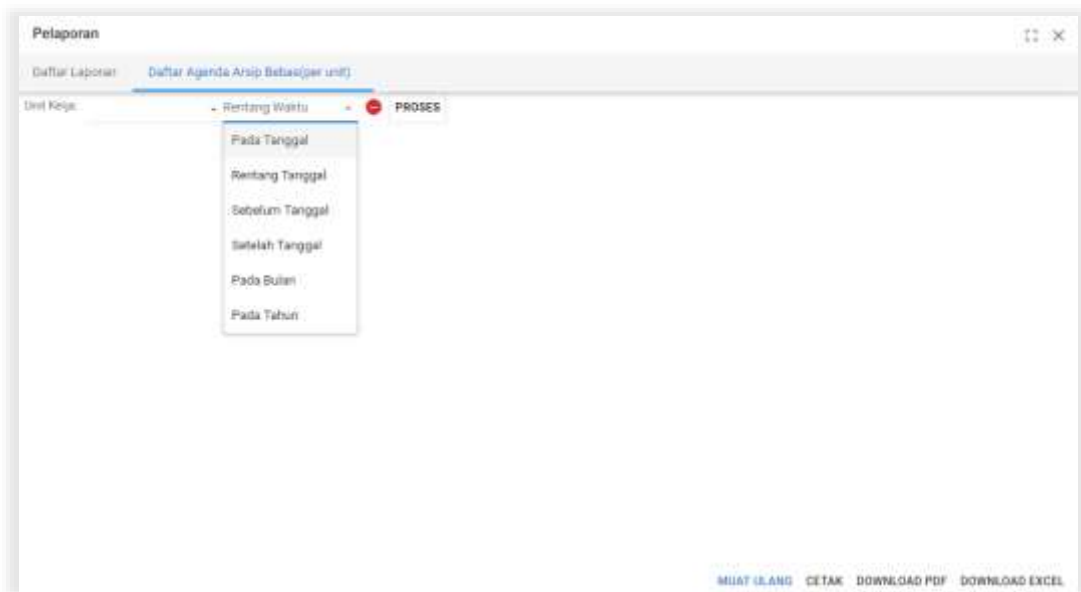 Pelaporan
Daftar Laporan Daftar Agenda Arsip Bebas(per unit)
Unit Kerja: Rentang Waktu PROSES
Pada Tanggal
Rentang Tanggal
Sebelum Tanggal
Setelah Tanggal
Pada Bulan
Pada Tahun
MUAT ULANG CETAK DOWNLOAD PDF DOWNLOAD EXCEL